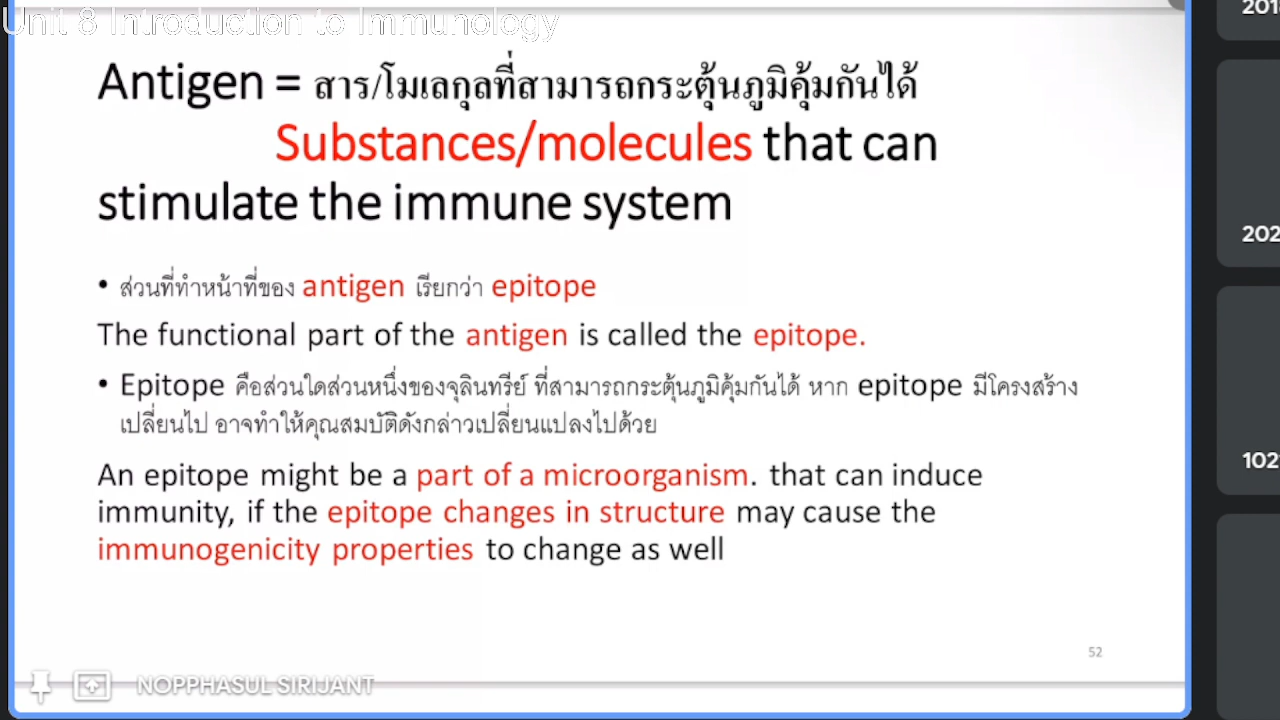 Unit 8 Introduction to Immunology
Antigen = สาร/โมเลกุลที่สามารถกระตุ้นภูมิคุ้มกันได้
Substances/molecules that can
stimulate the immune system
• ส่วนที่ทำหน้าที่ของ antigen เรียกว่า epitope
The functional part of the antigen is called the epitope.
• Epitope คือส่วนใดส่วนหนึ่งของจุลินทรีย์ ที่สามารถกระตุ้นภูมิคุ้มกันได้ หาก epitope มีโครงสร้าง
เปลี่ยนไป อาจทำให้คุณสมบัติดังกล่าวเปลี่ยนแปลงไปด้วย
An epitope might be a part of a microorganism. that can induce
immunity, if the epitope changes in structure may cause the
immunogenicity properties to change as well
52
NOPPHASUL SIRIJANT
201
202
102